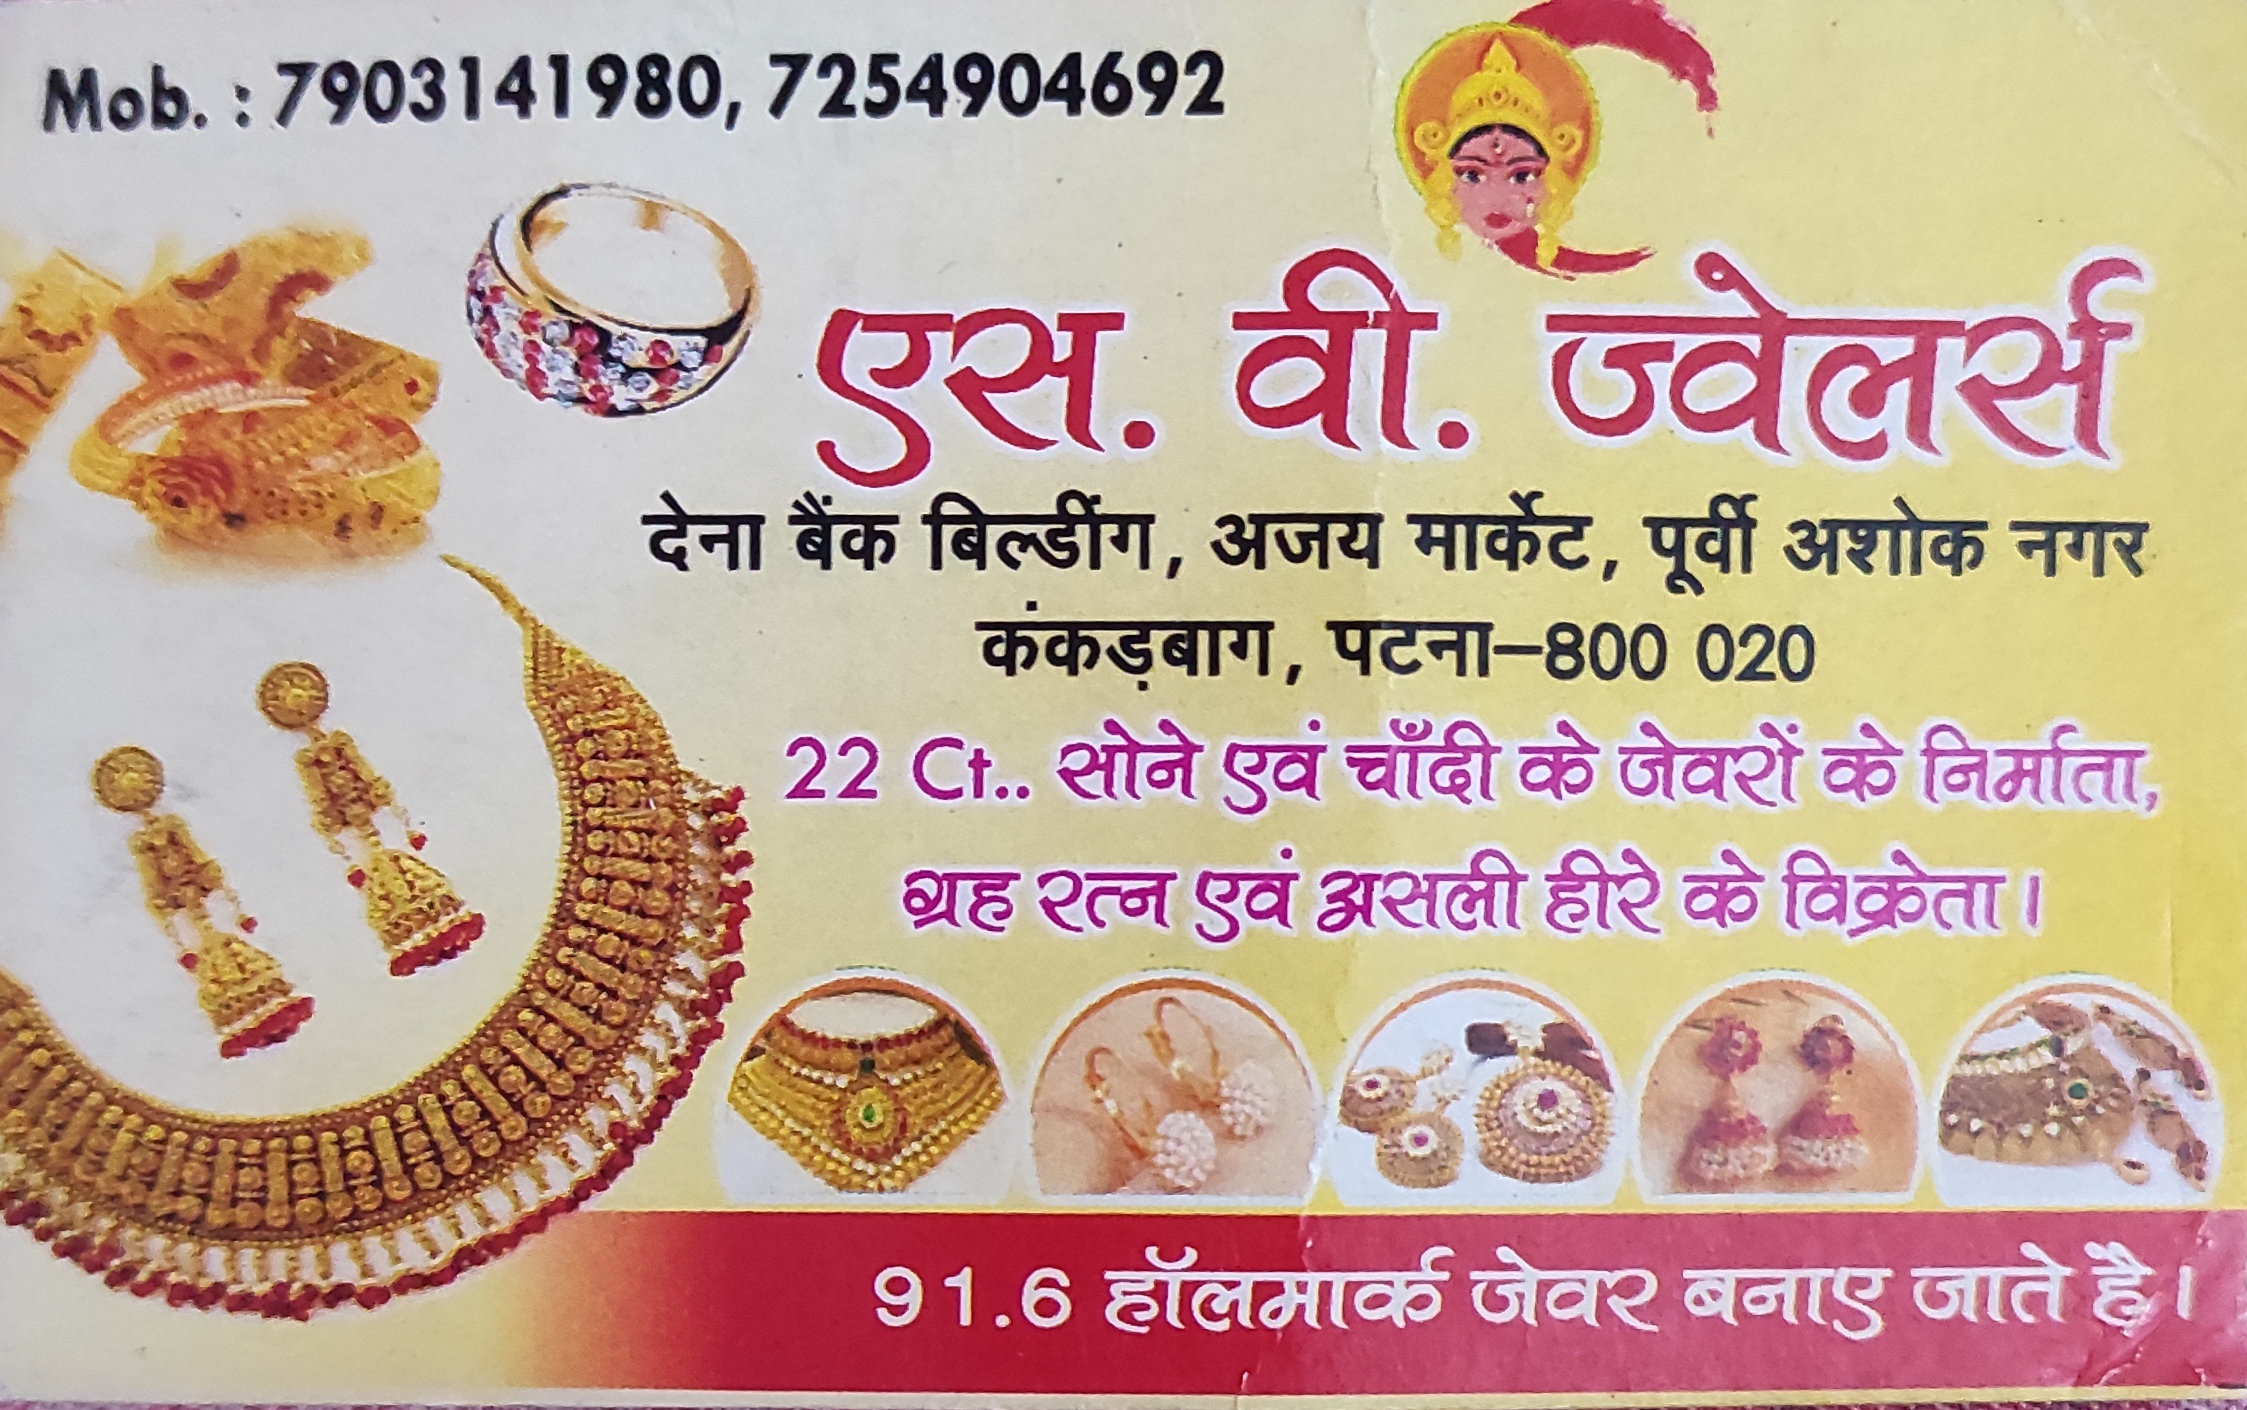 Mob. : 7903141980, 7254904692
एस. वी. ज्वेलर्स
देना बैंक बिल्डींग, अजय मार्केट, पूर्वी अशोक नगर
कंकड़बाग, पटना–800 020
22 Ct.. सोने एवं चाँदी के जेवरों के निर्माता,
ग्रह रत्न एवं असली हीरे के विक्रेता।
91.6 हॉलमार्क जेवर बनाए जाते है।